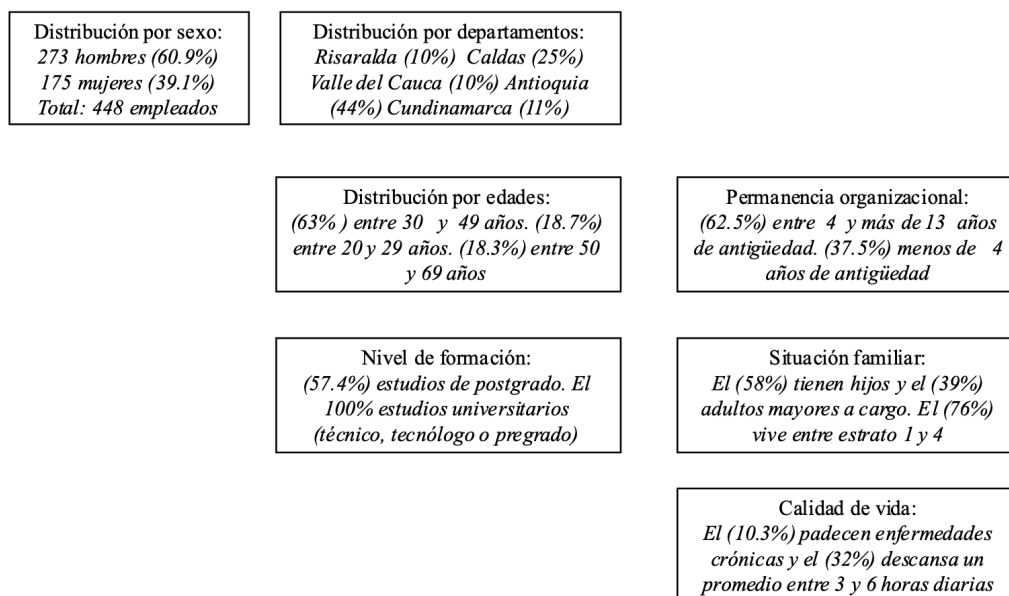 Distribución por sexo:
273 hombres (60.9%)
175 mujeres (39.1%)
Total: 448 empleados
Distribución por departamentos:
Risaralda (10%) Caldas (25%)
Valle del Cauca (10%) Antioquia
(44%) Cundinamarca (11%)
Distribución por edades:
(63% ) entre 30 y 49 años. (18.7%)
entre 20 y 29 años. (18.3%) entre 50
y 69 años
Permanencia organizacional:
(62.5%) entre 4 y más de 13 años
de antigüedad. (37.5%) menos de 4
años de antigüedad
Nivel de formación:
(57.4%) estudios de postgrado. El
100% estudios universitarios
(técnico, tecnólogo o pregrado)
Situación familiar:
El (58%) tienen hijos y el (39%)
adultos mayores a cargo. El (76%)
vive entre estrato 1 y 4
Calidad de vida:
El (10.3%) padecen enfermedades
crónicas y el (32%) descansa un
promedio entre 3 y 6 horas diarias